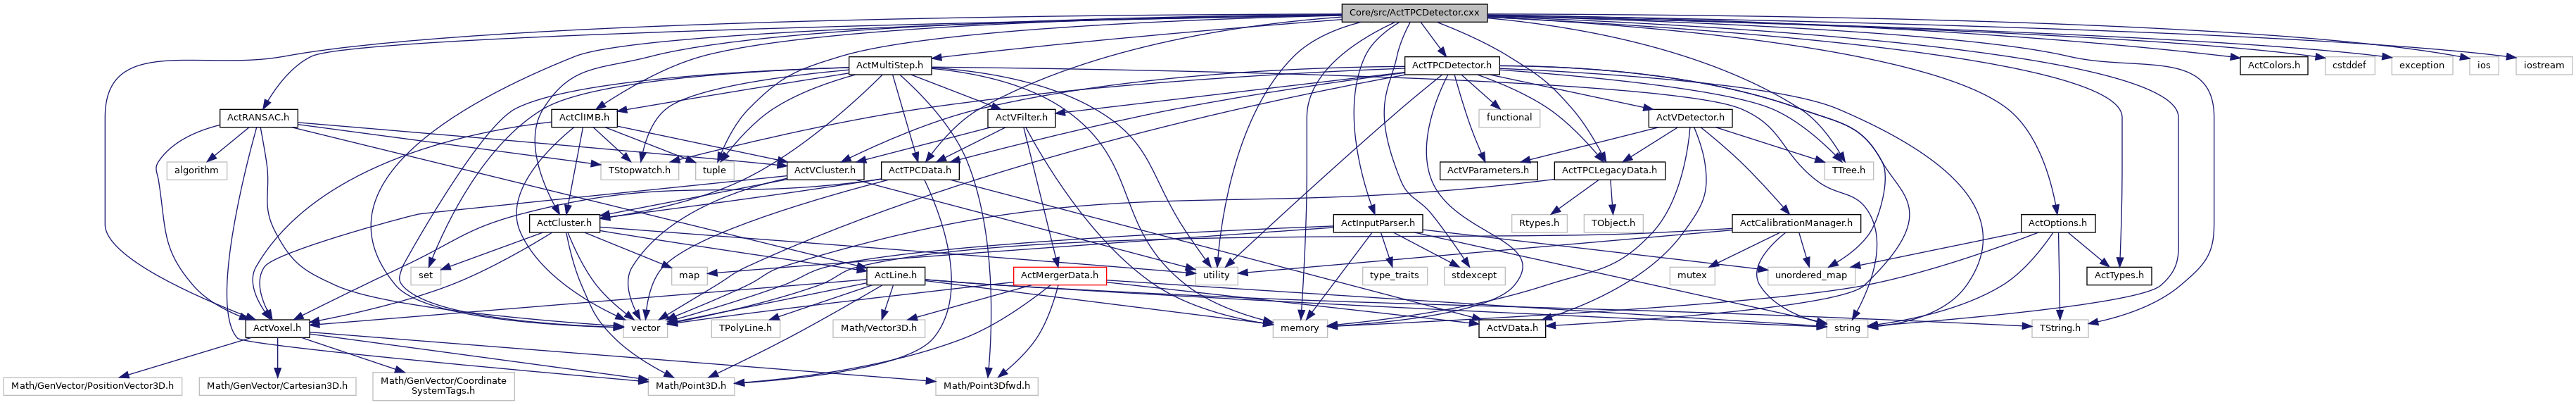 Core/src/ActTPCDetector.cxx
ActMultiStep.h
ActTPCDetector.h
ActColors.h
cstddef
exception
ios
iostream
ActRANSAC.h
ActClIMB.h
ActVFilter.h
functional
ActVDetector.h
algorithm
TStopwatch.h
tuple
ActVCluster.h
ActTPCData.h
ActVParameters.h
ActTPCLegacyData.h
TTree.h
ActCluster.h
Rtypes.h
TObject.h
ActInputParser.h
ActCalibrationManager.h
ActOptions.h
set
map
ActLine.h
ActMergerData.h
utility
type_traits
stdexcept
mutex
unordered_map
ActTypes.h
ActVoxel.h
vector
TPolyLine.h
Math/Vector3D.h
memory
ActVData.h
string
TString.h
Math/GenVector/PositionVector3D.h
Math/GenVector/Cartesian3D.h
Math/GenVector/Coordinate
SystemTags.h
Math/Point3D.h
Math/Point3Dfwd.h